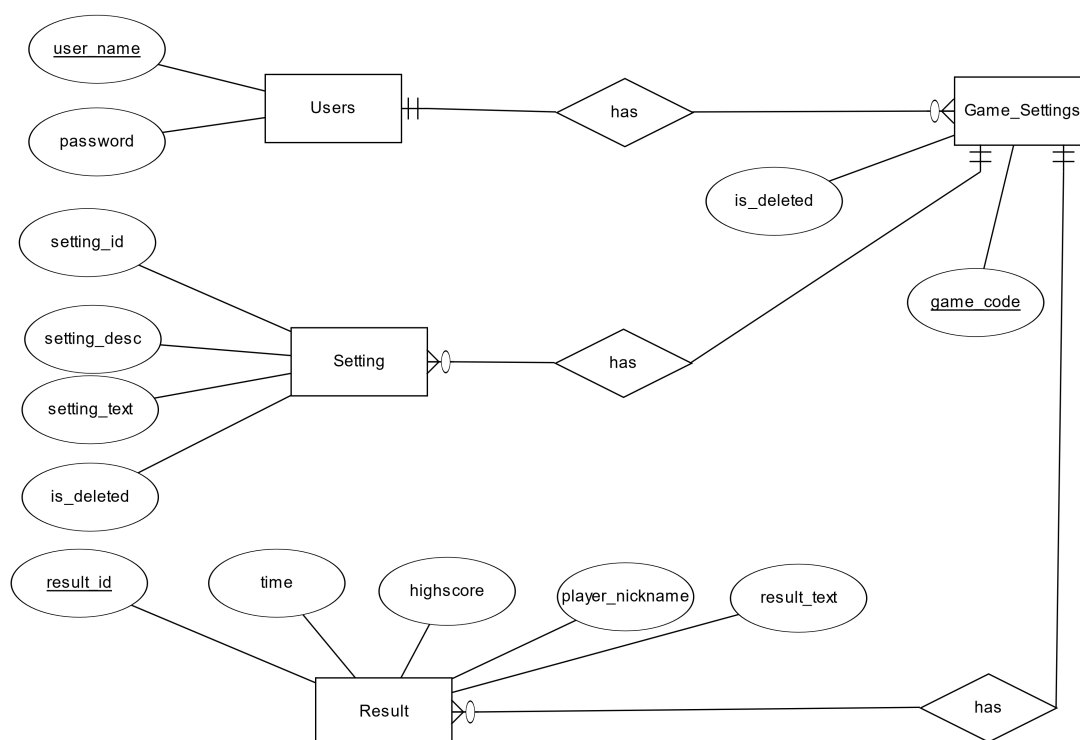 user_name
Users
has
Game_Settings
password
is_deleted
setting_id
game_code
setting_desc
Setting
has
setting_text
is_deleted
result_id
time
highscore
player_nickname
result_text
Result
has